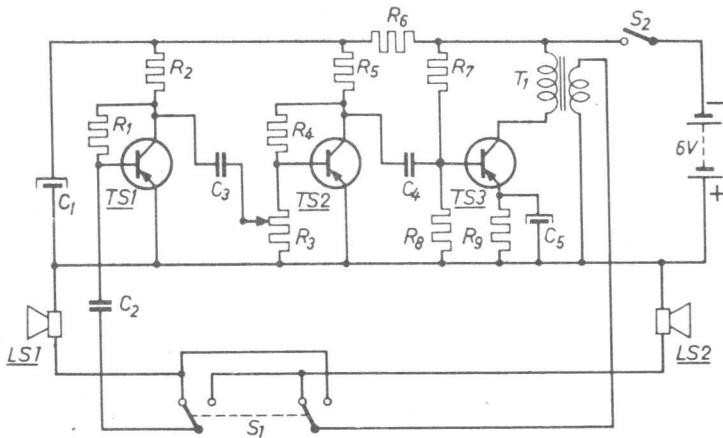 R6
S2
R2
R5
R7
T1
−
R1
R4
6V
+
C3
C4
TS1
TS2
TS3
C1
R3
R8
R9
C5
C2
LS1
LS2
S1